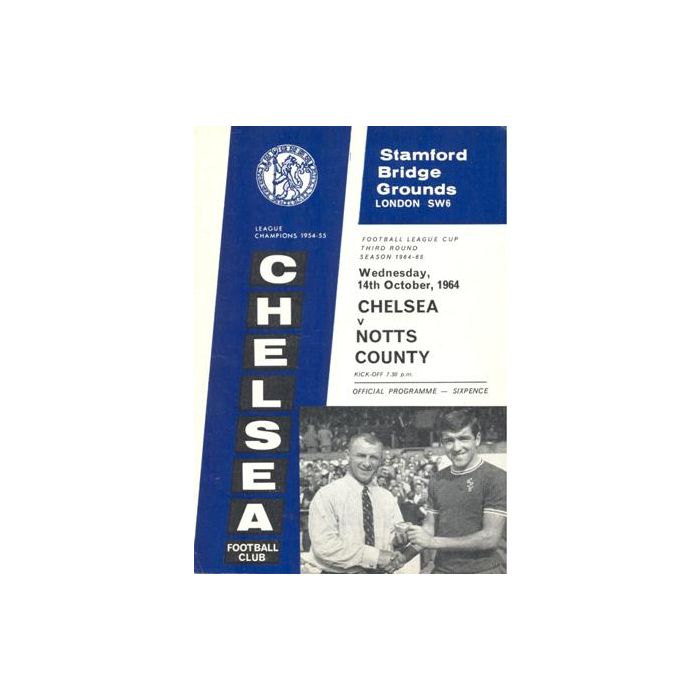 LEAGUE
CHAMPIONS 1954-55
CHELSEA
FOOTBALL
CLUB
Stamford
Bridge
Grounds
LONDON SW6
FOOTBALL LEAGUE CUP
THIRD ROUND
SEASON 1964-65
Wednesday,
14th October, 1964
CHELSEA
v
NOTTS
COUNTY
KICK-OFF 7.30 p.m.
OFFICIAL PROGRAMME — SIXPENCE